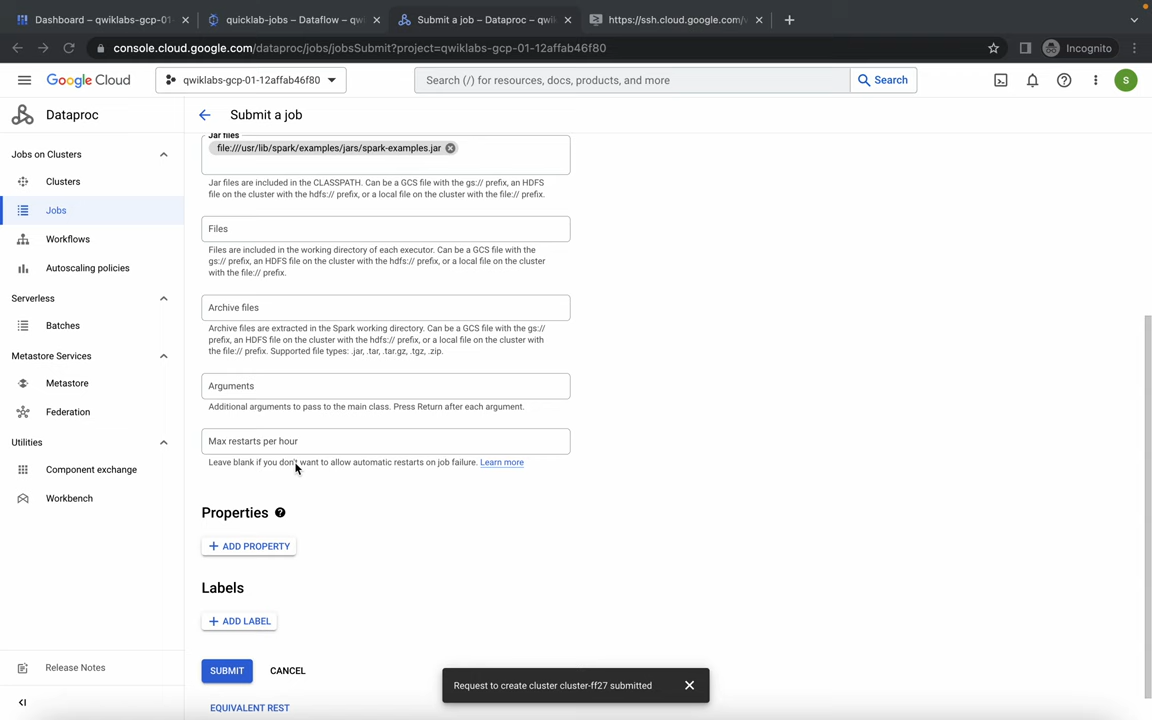 Dashboard – qwiklabs-gcp-01-
quicklab-jobs – Dataflow – qw
Submit a job – Dataproc – qwi
https://ssh.cloud.google.com/
console.cloud.google.com/dataproc/jobs/jobsSubmit?project=qwiklabs-gcp-01-12affab46f80
Incognito
Google Cloud
qwiklabs-gcp-01-12affab46f80
Search (/) for resources, docs, products, and more
Search
S
Dataproc
Submit a job
Jobs on Clusters
Clusters
Jobs
Workflows
Autoscaling policies
Serverless
Batches
Metastore Services
Metastore
Federation
Utilities
Component exchange
Workbench
Release Notes
Jar files
file:///usr/lib/spark/examples/jars/spark-examples.jar
Jar files are included in the CLASSPATH. Can be a GCS file with the gs:// prefix, an HDFS
file on the cluster with the hdfs:// prefix, or a local file on the cluster with the file:// prefix.
Files
Files are included in the working directory of each executor. Can be a GCS file with the
gs:// prefix, an HDFS file on the cluster with the hdfs:// prefix, or a local file on the cluster
with the file:// prefix.
Archive files
Archive files are extracted in the Spark working directory. Can be a GCS file with the gs://
prefix, an HDFS file on the cluster with the hdfs:// prefix, or a local file on the cluster with
the file:// prefix. Supported file types: .jar, .tar, .tar.gz, .tgz, .zip.
Arguments
Additional arguments to pass to the main class. Press Return after each argument.
Max restarts per hour
Leave blank if you don't want to allow automatic restarts on job failure. Learn more
Properties
ADD PROPERTY
Labels
ADD LABEL
SUBMIT
CANCEL
EQUIVALENT REST
Request to create cluster cluster-ff27 submitted